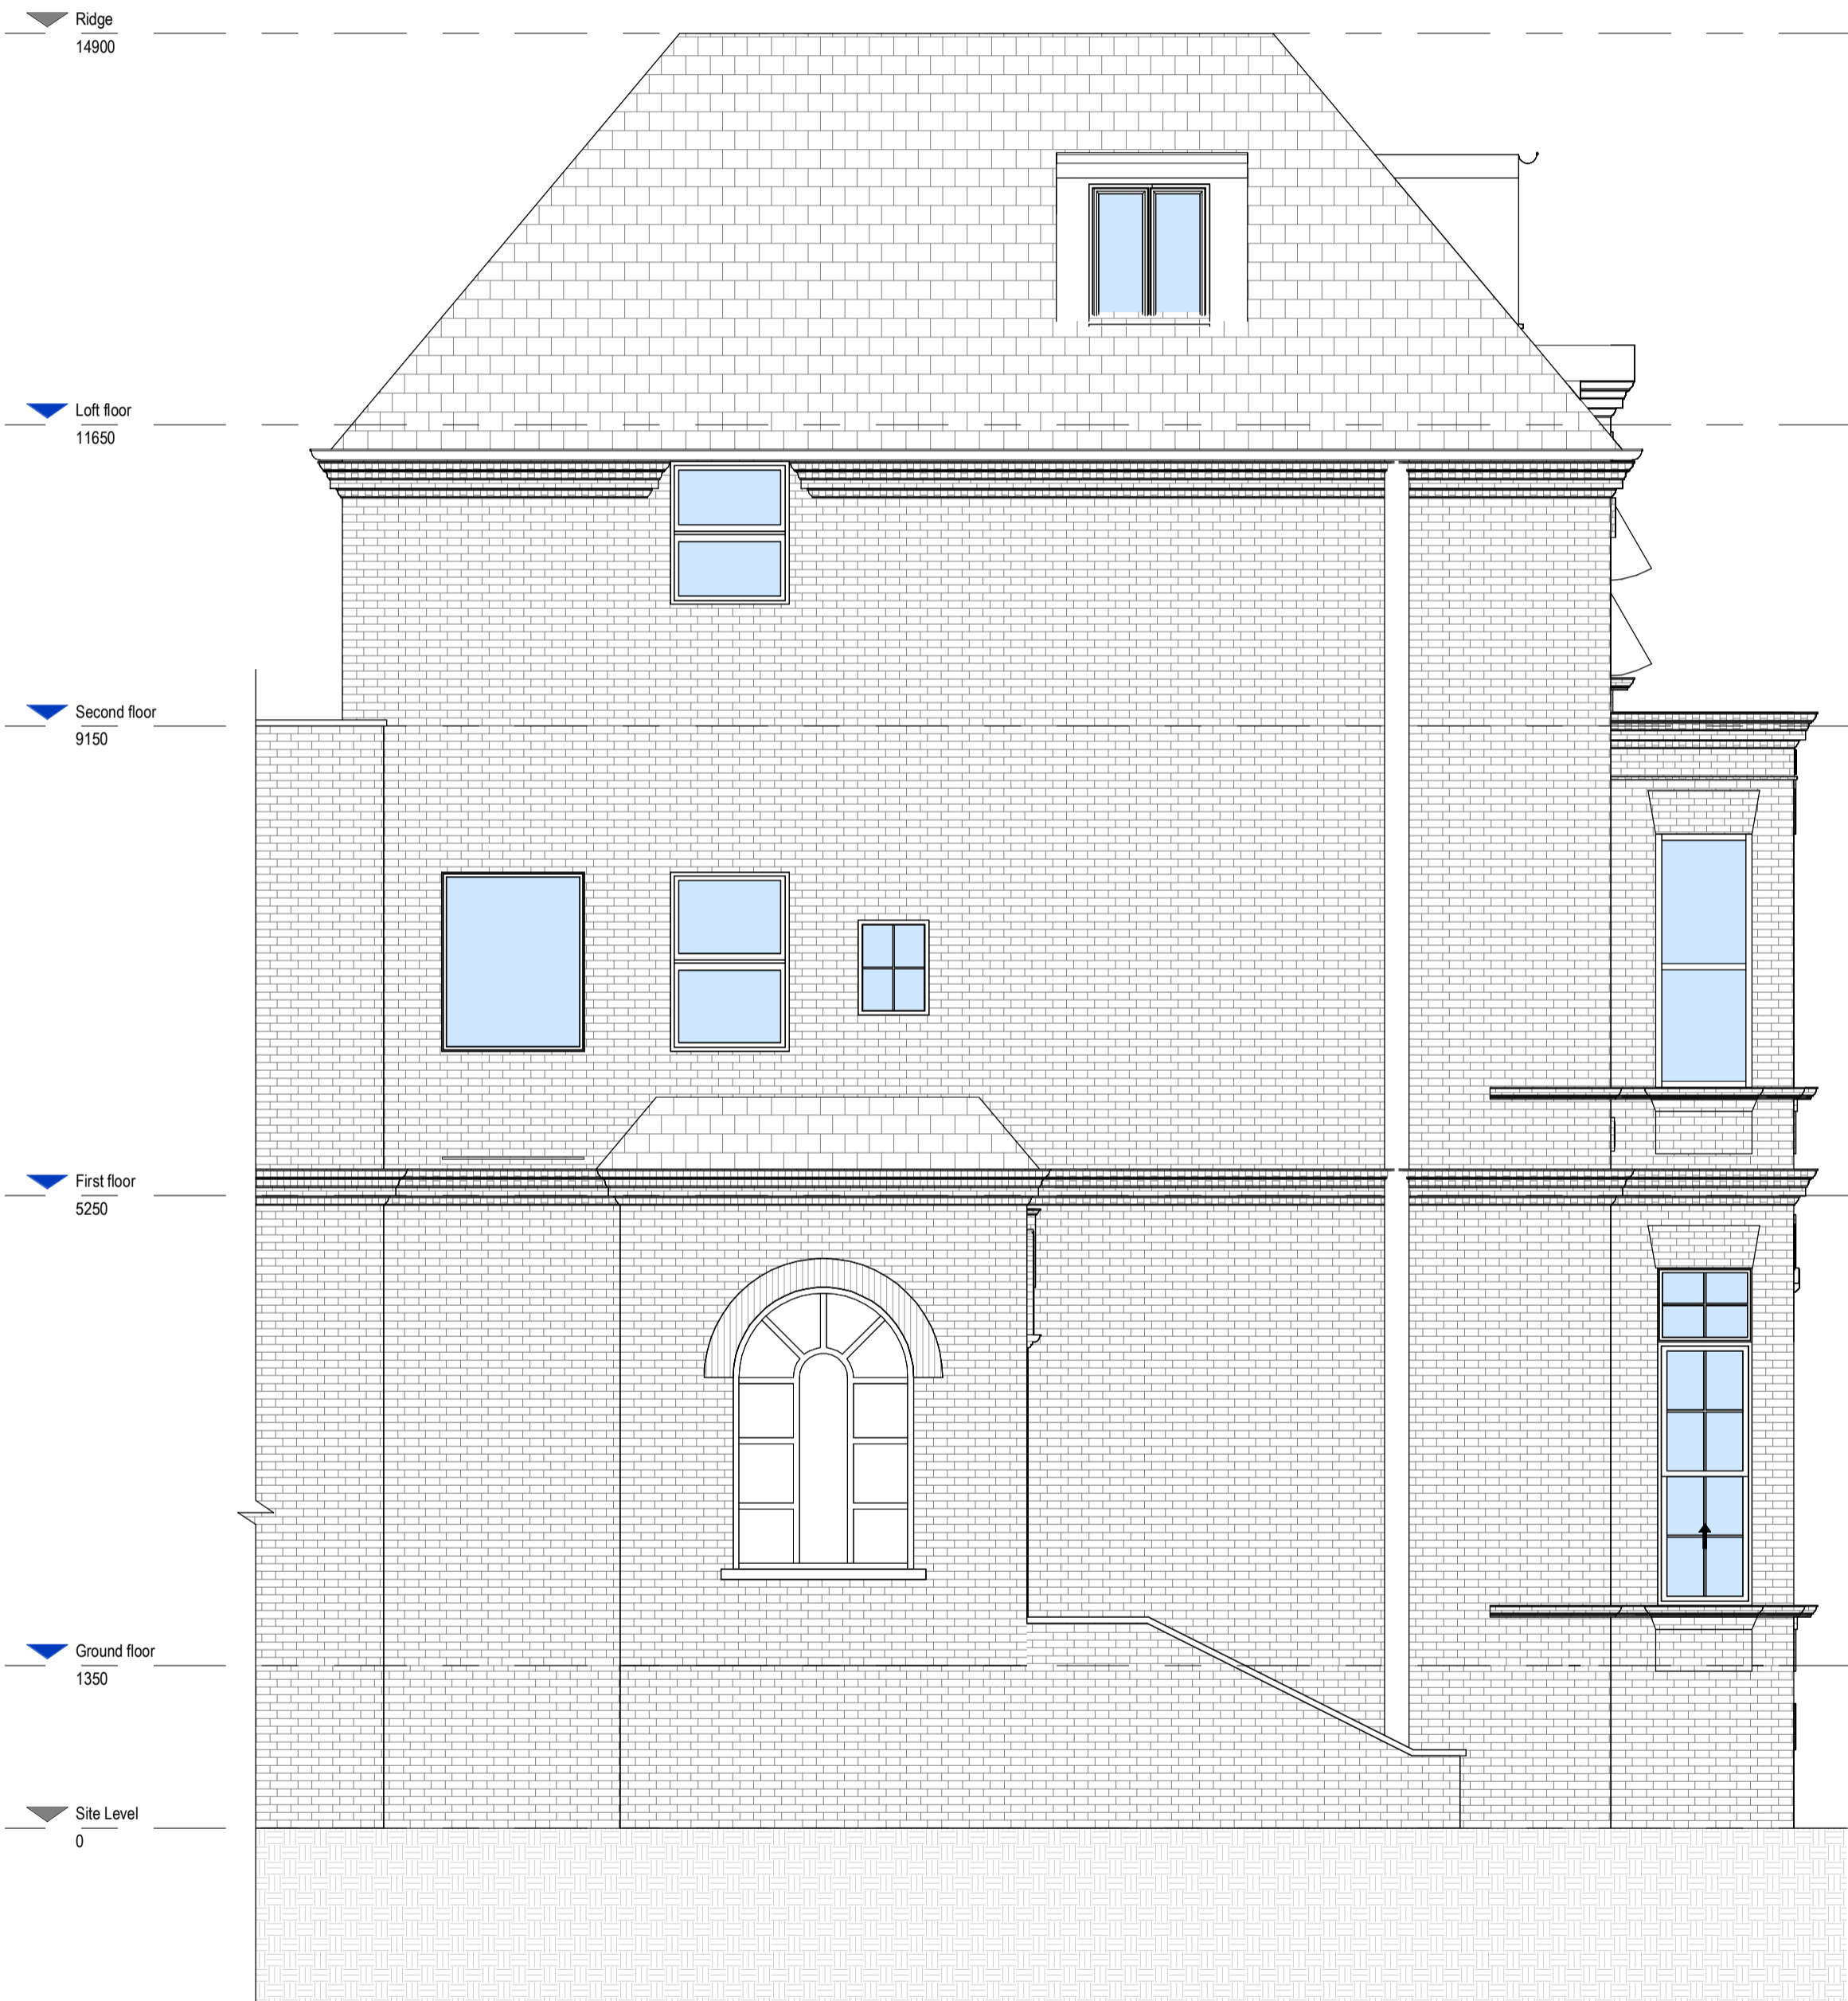 Ridge
14900
Loft floor
11650
Second floor
9150
First floor
5250
Ground floor
1350
Site Level
0